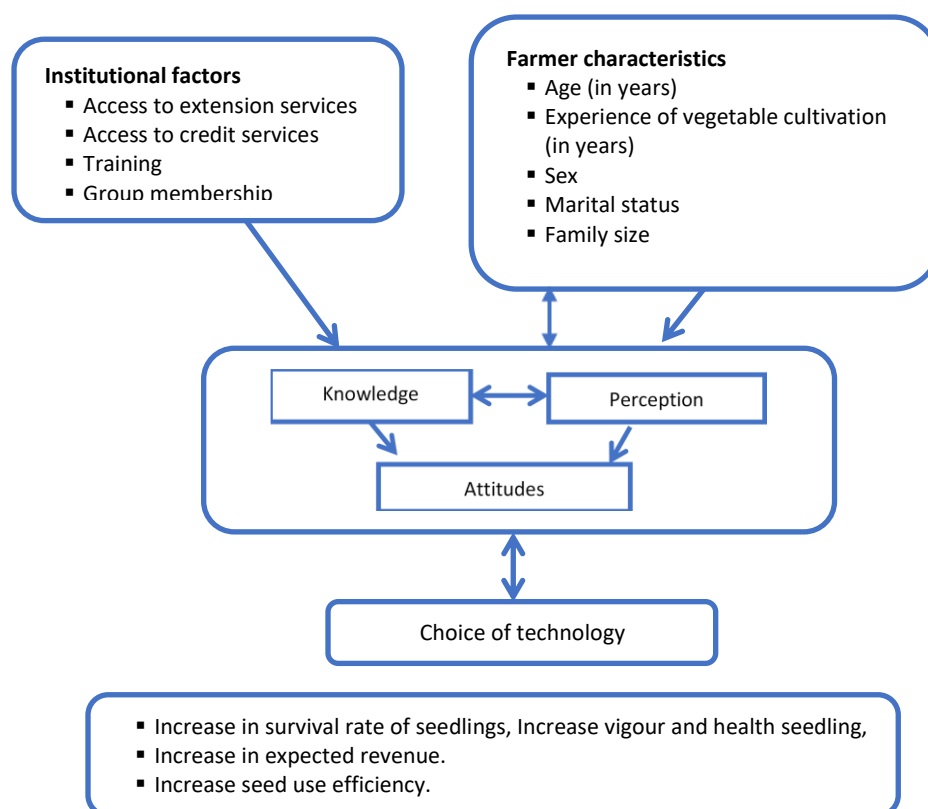 Institutional factors
▪ Access to extension services
▪ Access to credit services
▪ Training
▪ Group membership
Farmer characteristics
▪ Age (in years)
▪ Experience of vegetable cultivation
(in years)
▪ Sex
▪ Marital status
▪ Family size
Knowledge
Perception
Attitudes
Choice of technology
▪ Increase in survival rate of seedlings, Increase vigour and health seedling,
▪ Increase in expected revenue.
▪ Increase seed use efficiency.